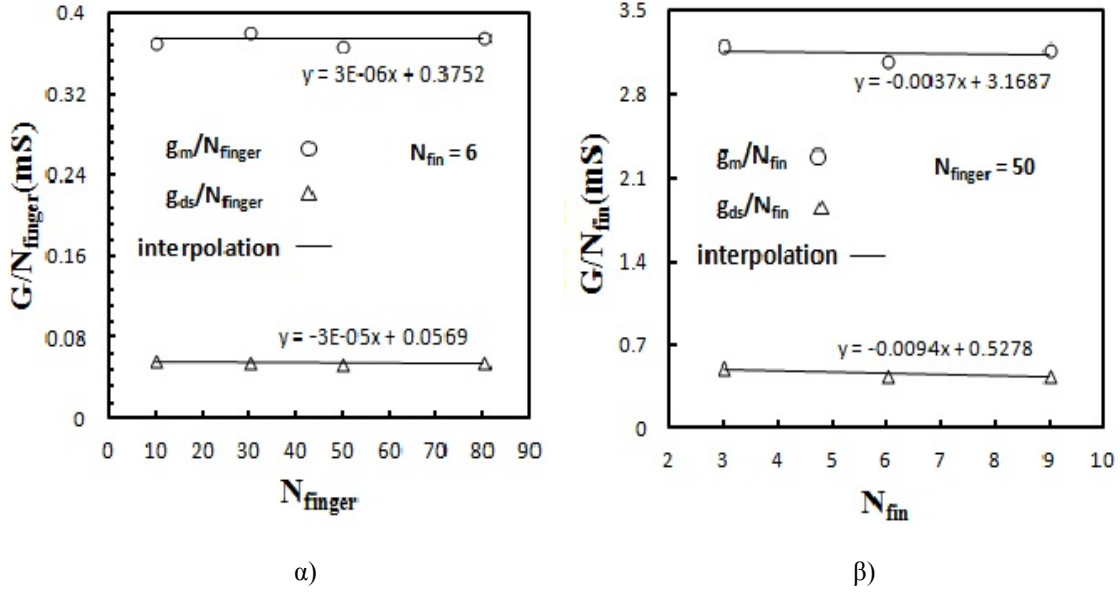 0.4
0.32
0.24
0.16
0.08
0
G/Nfinger(mS)
y = 3E-06x + 0.3752
gm/Nfinger
Nfin = 6
gds/Nfinger
interpolation
y = -3E-05x + 0.0569
0 10 20 30 40 50 60 70 80 90
Nfinger
α)
3.5
2.8
2.1
1.4
0.7
0
G/Nfin(mS)
y = -0.0037x + 3.1687
gm/Nfin
Nfinger = 50
gds/Nfin
interpolation
y = -0.0094x + 0.5278
2 3 4 5 6 7 8 9 10
Nfin
β)